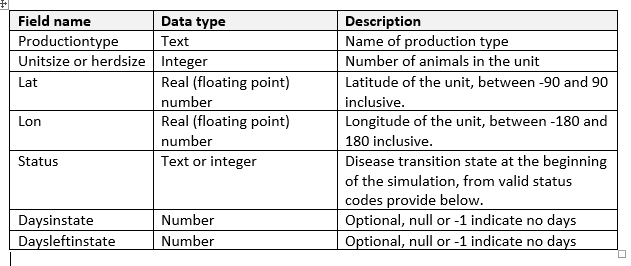 Field name Data type Description
Productiontype Text Name of production type
Unitsize or herdsize Integer Number of animals in the unit
Lat Real (floating point) Latitude of the unit, between -90 and 90
number inclusive.
Lon Real (floating point) Longitude of the unit, between -180 and
number 180 inclusive.
Status Text or integer Disease transition state at the beginning
of the simulation, from valid status
codes provide below.
Daysinstate Number Optional, null or -1 indicate no days
Daysleftinstate Number Optional, null or -1 indicate no days